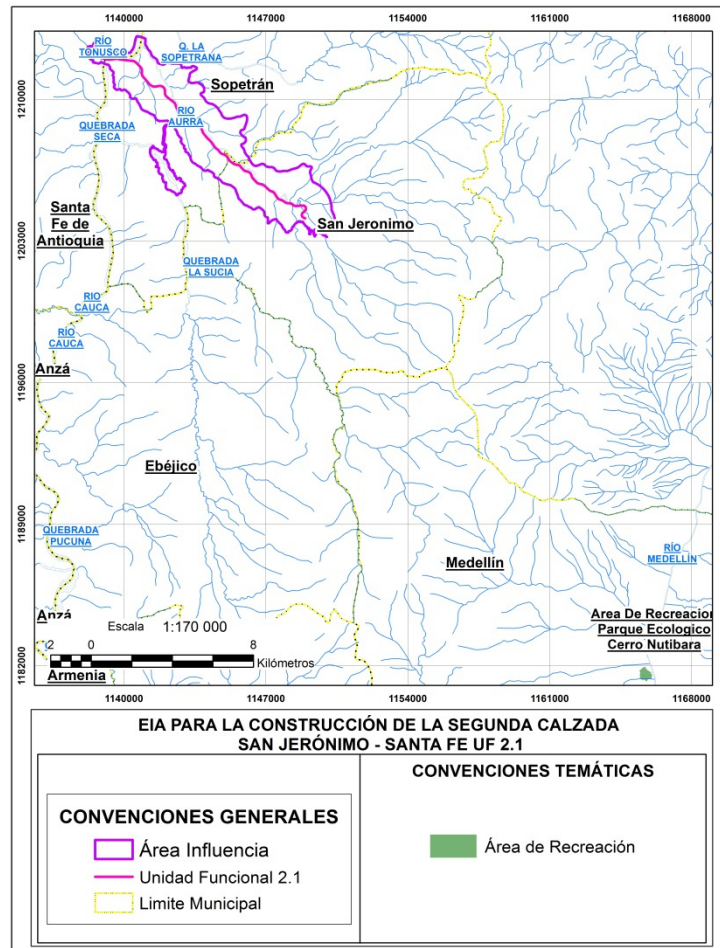 1140000 1147000 1154000 1161000 1168000
RÍO
TONUSCO
Q. LA
SOPETRANA
Sopetrán
1210000
RIO
AURRA
QUEBRADA
SECA
Santa
Fe de
Antioquia
San Jeronimo
1203000
QUEBRADA
LA SUCIA
RIO
CAUCA
RÍO
CAUCA
Anzá
1196000
Ebéjico
1189000
QUEBRADA
PUCUNA
Medellín
RÍO
MEDELLÍN
Anzá
Area De Recreacion
Parque Ecologico
Cerro Nutibara
Escala 1:170 000
2 0 8
Kilómetros
1182000
Armenia
1140000 1147000 1154000 1161000 1168000
EIA PARA LA CONSTRUCCIÓN DE LA SEGUNDA CALZADA
SAN JERÓNIMO - SANTA FE UF 2.1
CONVENCIONES GENERALES
Área Influencia
Unidad Funcional 2.1
Limite Municipal
CONVENCIONES TEMÁTICAS
Área de Recreación